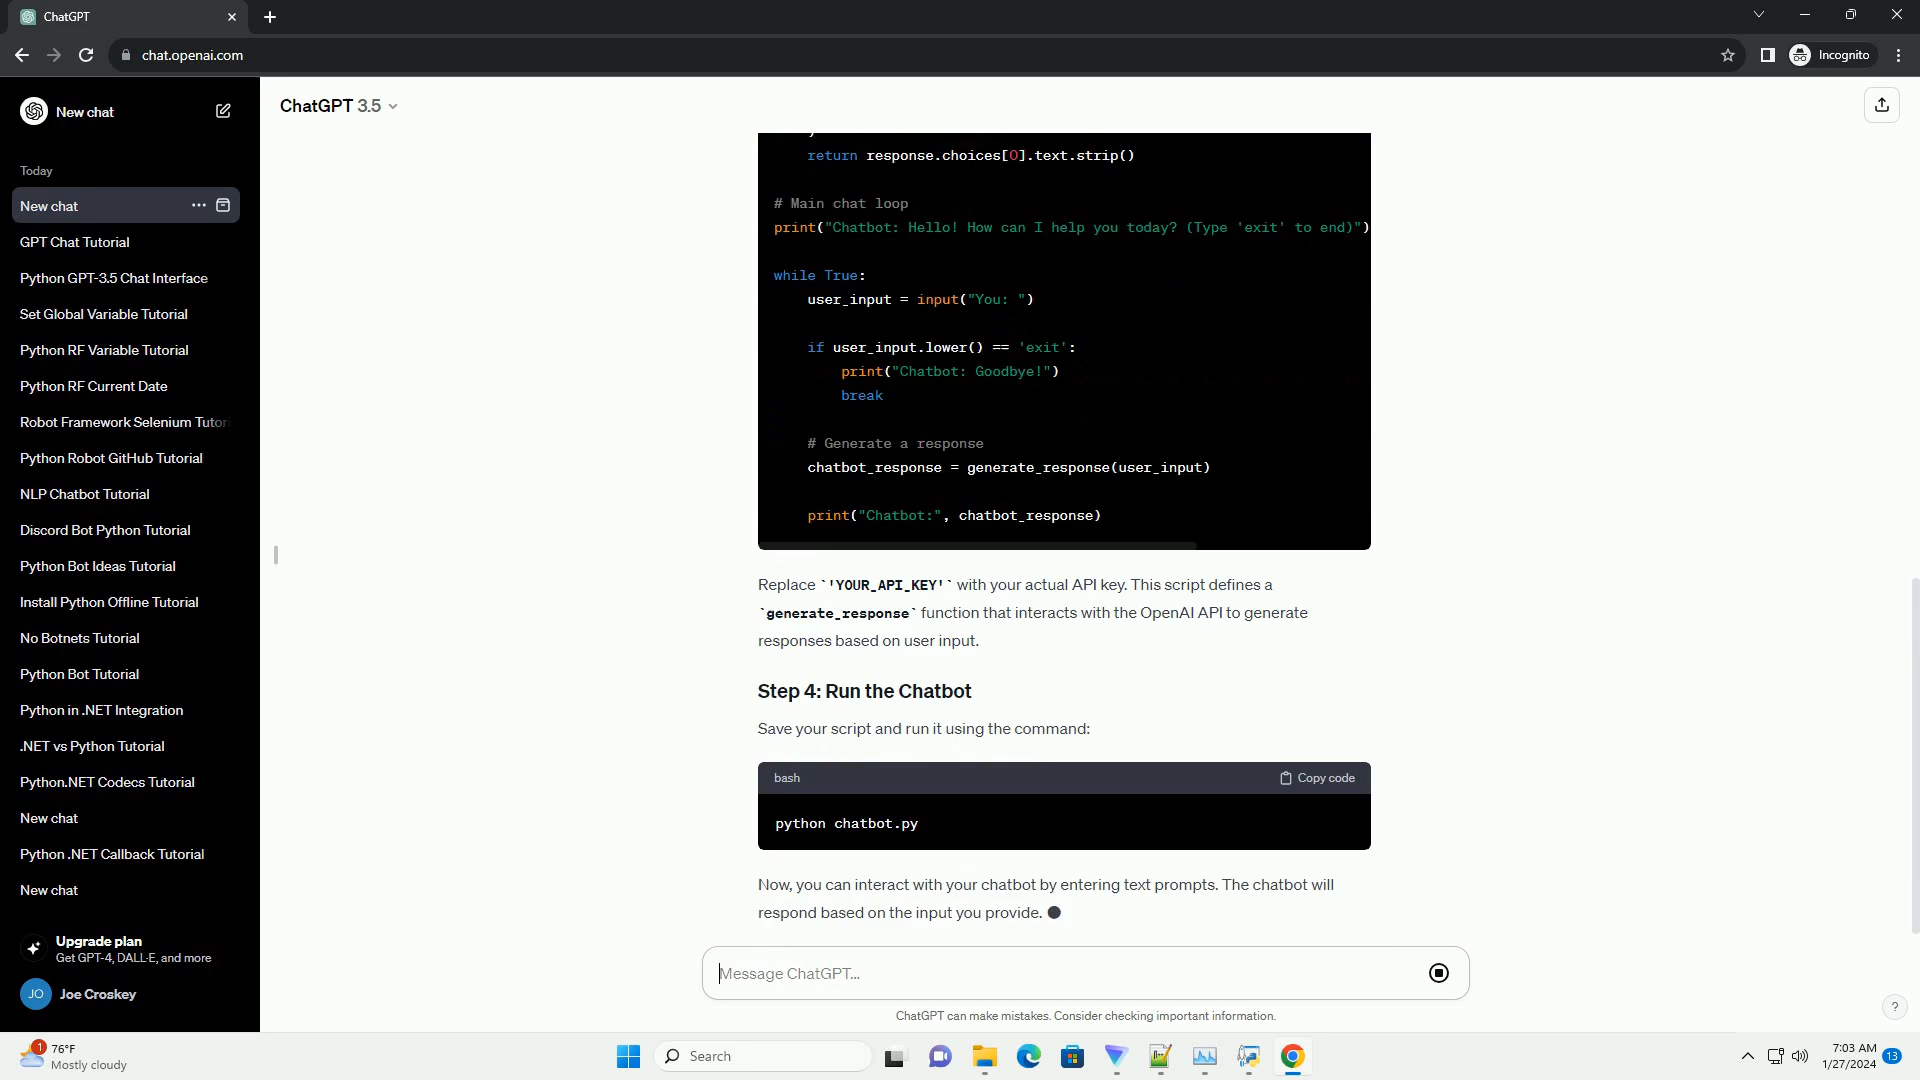 ChatGPT
chat.openai.com
Incognito
New chat
ChatGPT 3.5
Today
New chat
GPT Chat Tutorial
Python GPT-3.5 Chat Interface
Set Global Variable Tutorial
Python RF Variable Tutorial
Python RF Current Date
Robot Framework Selenium Tutori
Python Robot GitHub Tutorial
NLP Chatbot Tutorial
Discord Bot Python Tutorial
Python Bot Ideas Tutorial
Install Python Offline Tutorial
No Botnets Tutorial
Python Bot Tutorial
Python in .NET Integration
.NET vs Python Tutorial
Python.NET Codecs Tutorial
New chat
Python .NET Callback Tutorial
New chat
Upgrade plan
Get GPT-4, DALL·E, and more
JO Joe Croskey
return response.choices[0].text.strip()
# Main chat loop
print("Chatbot: Hello! How can I help you today? (Type 'exit' to end)")
while True:
user_input = input("You: ")
if user_input.lower() == 'exit':
print("Chatbot: Goodbye!")
break
# Generate a response
chatbot_response = generate_response(user_input)
print("Chatbot:", chatbot_response)
Replace `'YOUR_API_KEY'` with your actual API key. This script defines a
`generate_response` function that interacts with the OpenAI API to generate
responses based on user input.
Step 4: Run the Chatbot
Save your script and run it using the command:
bash Copy code
python chatbot.py
Now, you can interact with your chatbot by entering text prompts. The chatbot will
respond based on the input you provide.
Message ChatGPT...
ChatGPT can make mistakes. Consider checking important information.
?
1
76°F
Mostly cloudy
Search
7:03 AM
1/27/2024
13